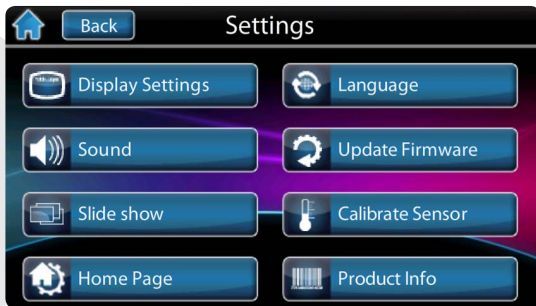 Back
Settings
Display Settings
Language
Sound
Update Firmware
Slide show
Calibrate Sensor
Home Page
Product Info